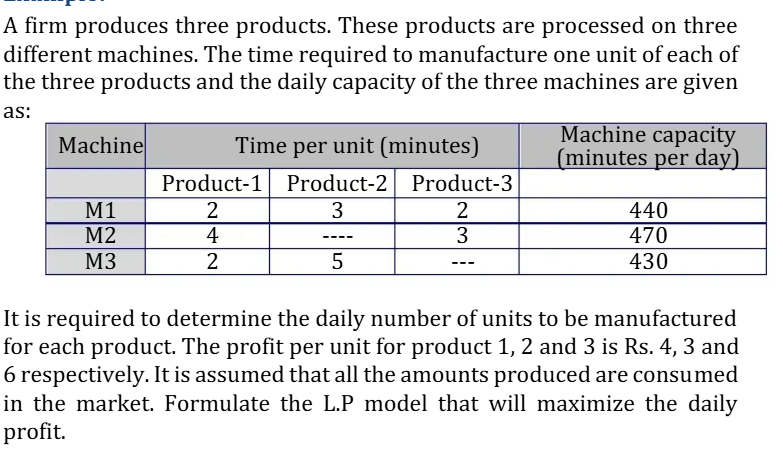 Example:
A firm produces three products. These products are processed on three
different machines. The time required to manufacture one unit of each of
the three products and the daily capacity of the three machines are given
as:
Machine Time per unit (minutes) Machine capacity
(minutes per day)
Product-1 Product-2 Product-3
M1 2 3 2 440
M2 4 ---- 3 470
M3 2 5 --- 430
It is required to determine the daily number of units to be manufactured
for each product. The profit per unit for product 1, 2 and 3 is Rs. 4, 3 and
6 respectively. It is assumed that all the amounts produced are consumed
in the market. Formulate the L.P model that will maximize the daily
profit.